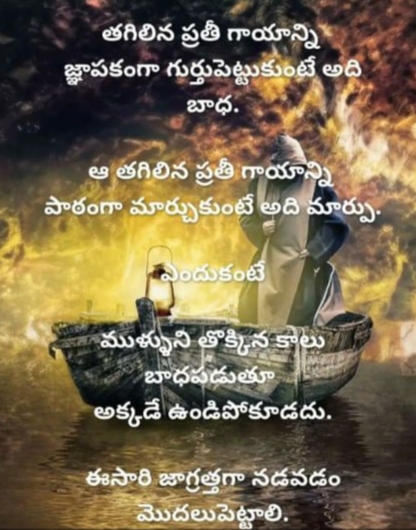 తగిలిన ప్రతీ గాయాన్ని
జ్ఞాపకంగా గుర్తుపెట్టుకుంటే అది
బాధ.
ఆ తగిలిన ప్రతీ గాయాన్ని
పాఠంగా మార్చుకుంటే అది మార్పు.
ఎందుకంటే
ముళ్ళుని తొక్కిన కాలు
బాధపడుతూ
అక్కడే ఉండిపోకూడదు.
ఈసారి జాగ్రత్తగా నడవడం
మొదలుపెట్టాలి.